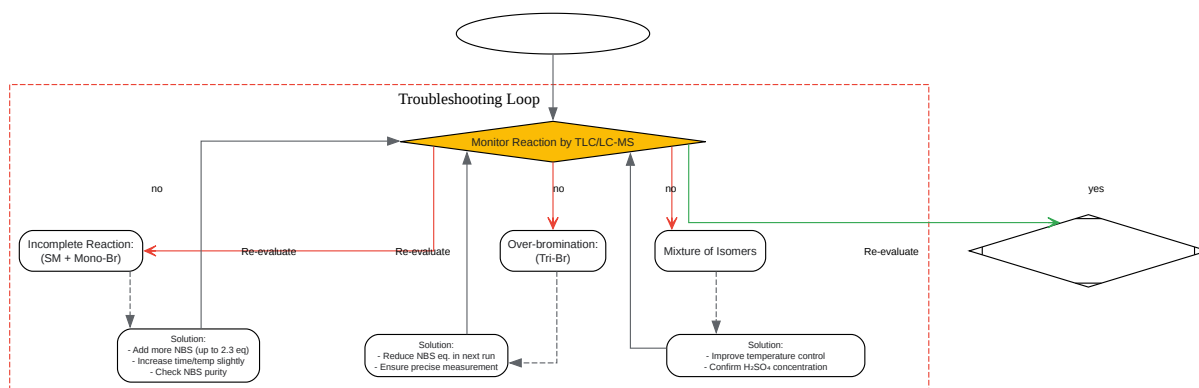 Troubleshooting Loop
Monitor Reaction by TLC/LC-MS
no
no
no
yes
Incomplete Reaction:
(SM + Mono-Br)
Re-evaluate
Re-evaluate
Over-bromination:
(Tri-Br)
Mixture of Isomers
Re-evaluate
Solution:
- Add more NBS (up to 2.3 eq)
- Increase time/temp slightly
- Check NBS purity
Solution:
- Reduce NBS eq. in next run
- Ensure precise measurement
Solution:
- Improve temperature control
- Confirm H₂SO₄ concentration